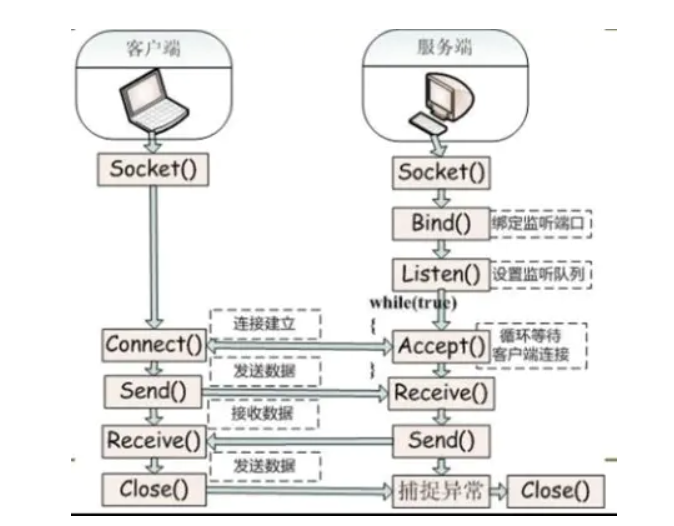 客户端
服务端
Socket()
Socket()
Bind()
绑定监听端口
Listen()
设置监听队列
while(true)
{
连接建立
Connect()
Accept()
循环等待
客户端连接
}
发送数据
Send()
Receive()
接收数据
Receive()
Send()
发送数据
Close()
捕捉异常
Close()